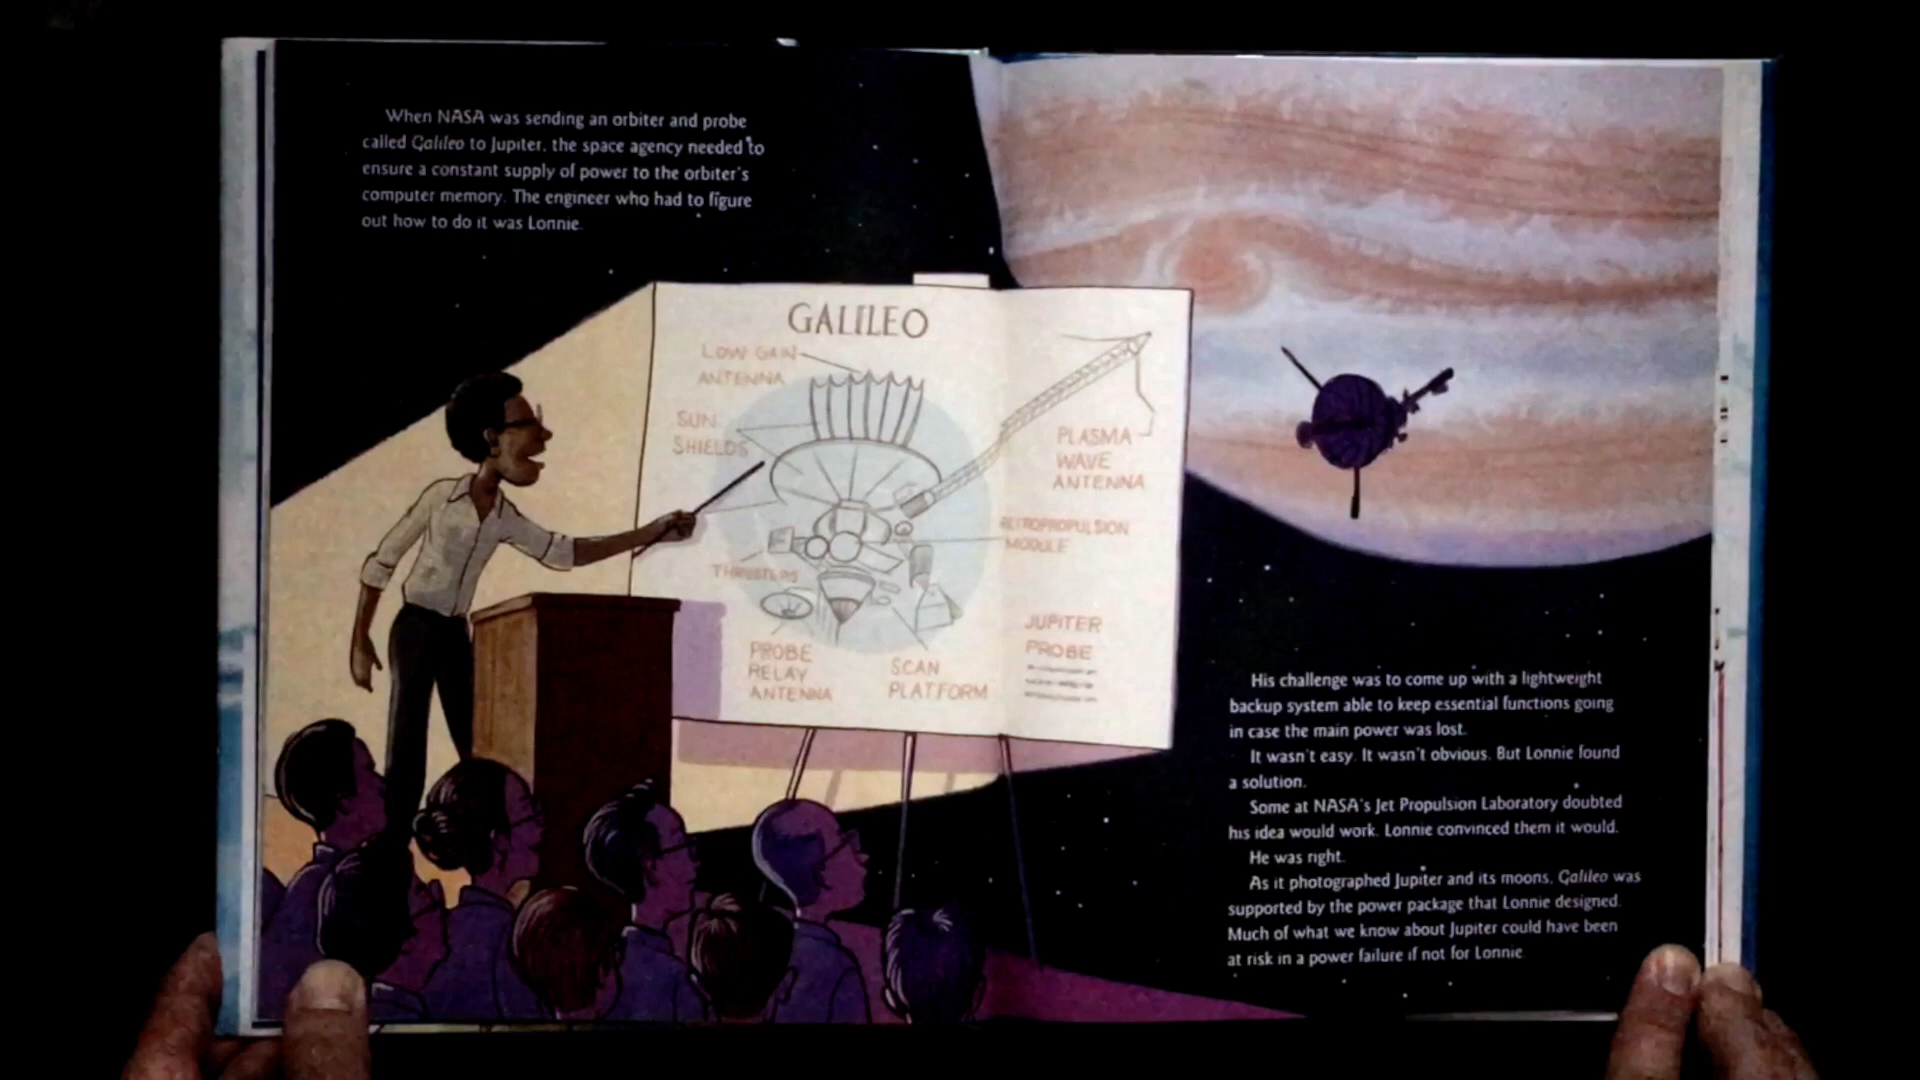 When NASA was sending an orbiter and probe
called Galileo to Jupiter, the space agency needed to
ensure a constant supply of power to the orbiter's
computer memory. The engineer who had to figure
out how to do it was Lonnie.
GALILEO
LOW GAIN
ANTENNA
SUN
SHIELDS
PLASMA
WAVE
ANTENNA
RETROPROPULSION
MODULE
THRUSTERS
PROBE
RELAY
ANTENNA
SCAN
PLATFORM
JUPITER
PROBE
His challenge was to come up with a lightweight
backup system able to keep essential functions going
in case the main power was lost.
It wasn't easy. It wasn't obvious. But Lonnie found
a solution.
Some at NASA's Jet Propulsion Laboratory doubted
his idea would work. Lonnie convinced them it would.
He was right.
As it photographed Jupiter and its moons, Galileo was
supported by the power package that Lonnie designed.
Much of what we know about Jupiter could have been
at risk in a power failure if not for Lonnie.